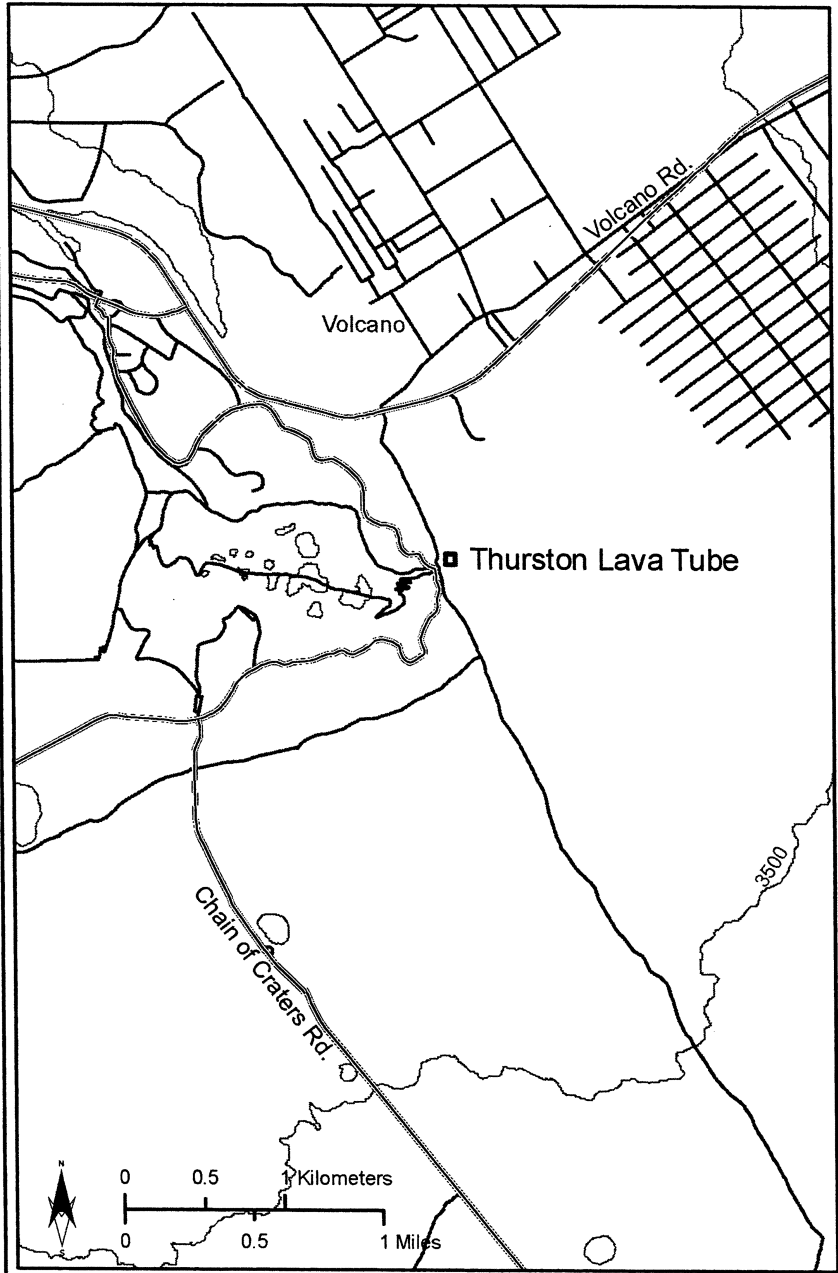 Volcano Rd.
Volcano
Thurston Lava Tube
3500
Chain of Craters Rd.
N
0 0.5 1 Kilometers
S
0 0.5 1 Miles